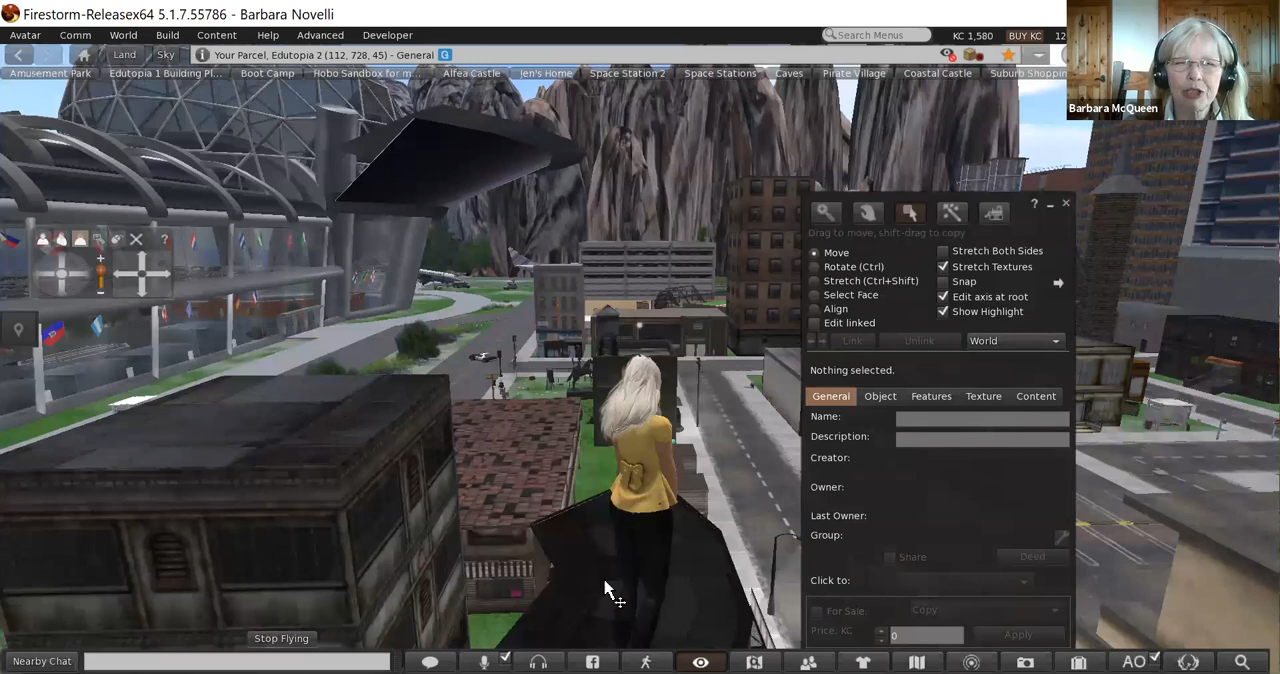 Firestorm-Releasex64 5.1.7.55786 - Barbara Novelli
Avatar Comm World Build Content Help Advanced Developer Search Menus KC 1,580 BUY KC 12
Land Sky Your Parcel, Edutopia 2 (112, 728, 45) - General G
Amusement Park Edutopia 1 Building Pl... Boot Camp Hobo Sandbox for m... Alfea Castle Jen's Home Space Station 2 Space Stations Caves Pirate Village Coastal Castle Suburb Shoppin
Barbara McQueen
?
? _ ×
Drag to move, shift-drag to copy
Move
Rotate (Ctrl)
Stretch (Ctrl+Shift)
Select Face
Align
Edit linked
Stretch Both Sides
Stretch Textures
Snap
Edit axis at root
Show Highlight
Link Unlink World
Nothing selected.
General Object Features Texture Content
Name:
Description:
Creator:
Owner:
Last Owner:
Group:
Share Deed
Click to:
For Sale: Copy
Price: KC 0 Apply
Stop Flying
Nearby Chat
AO